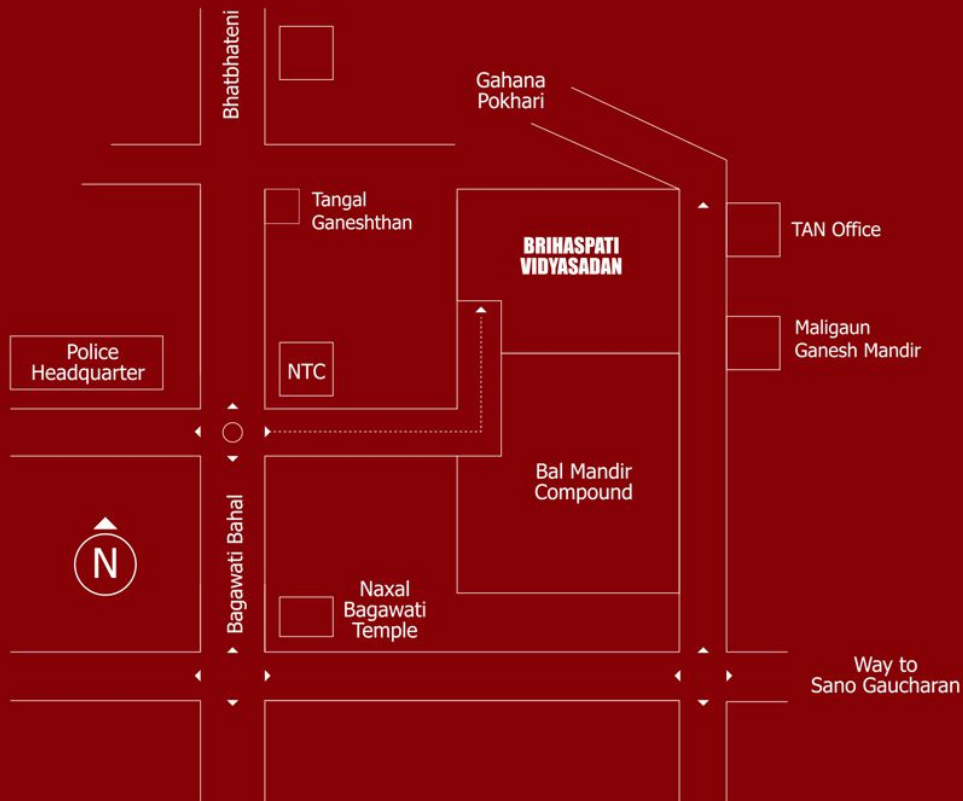 Bhatbhateni
Gahana
Pokhari
Tangal
Ganeshthan
BRIHASPATI
VIDYASADAN
TAN Office
Police
Headquarter
NTC
Maligaun
Ganesh Mandir
Bal Mandir
Compound
N
Bagawati Bahal
Naxal
Bagawati
Temple
Way to
Sano Gaucharan